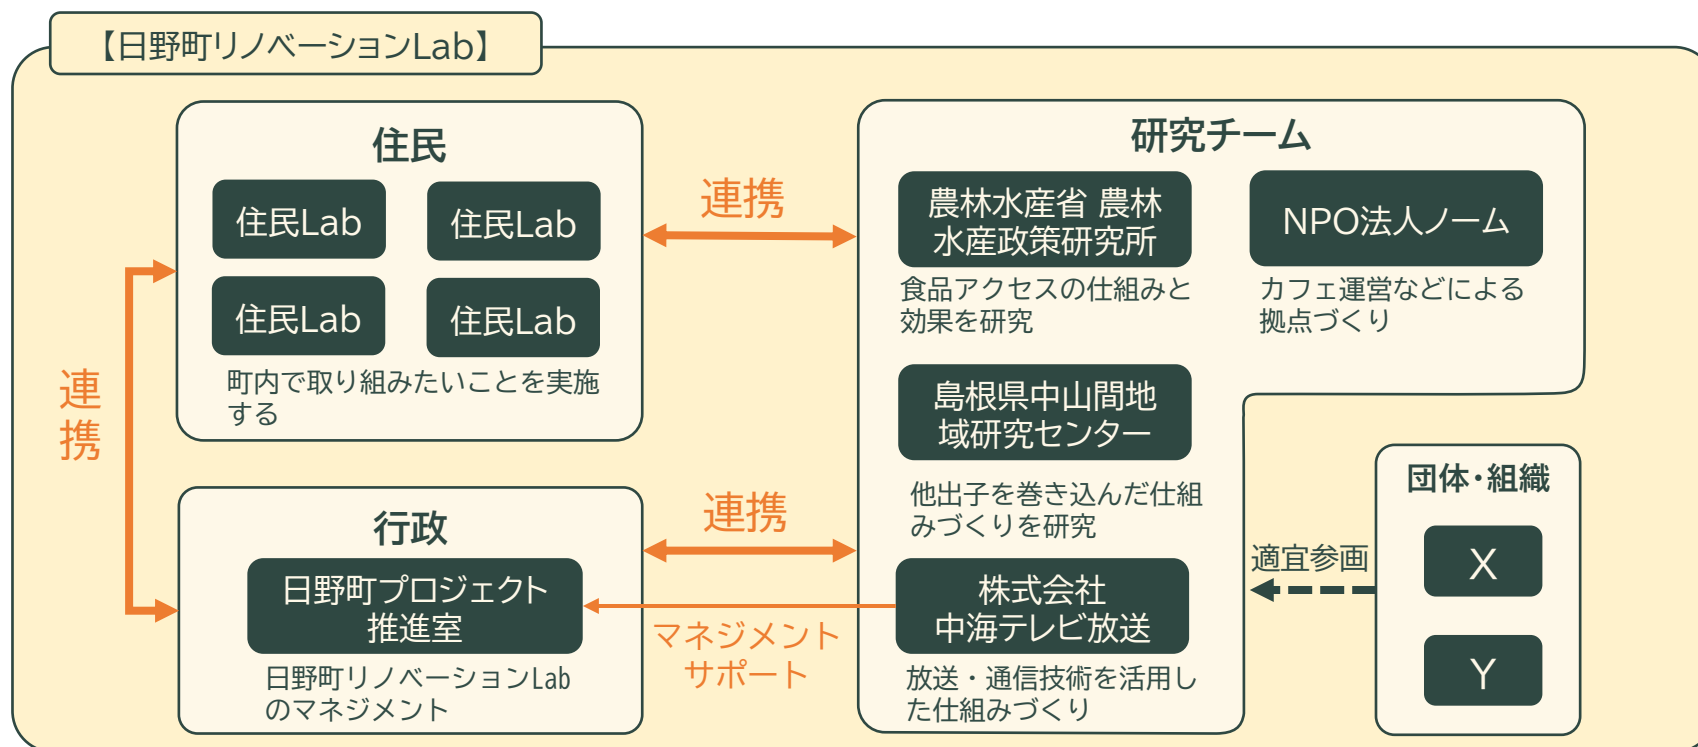 【日野町リノベーションLab】
住民
住民Lab
住民Lab
住民Lab
住民Lab
町内で取り組みたいことを実施
する
連携
連携
行政
日野町プロジェクト
推進室
日野町リノベーションLab
のマネジメント
連携
マネジメント
サポート
研究チーム
農林水産省 農林
水産政策研究所
食品アクセスの仕組みと
効果を研究
NPO法人ノーム
カフェ運営などによる
拠点づくり
島根県中山間地
域研究センター
他出子を巻き込んだ仕組
みづくりを研究
株式会社
中海テレビ放送
放送・通信技術を活用し
た仕組みづくり
適宜参画
団体・組織
X
Y